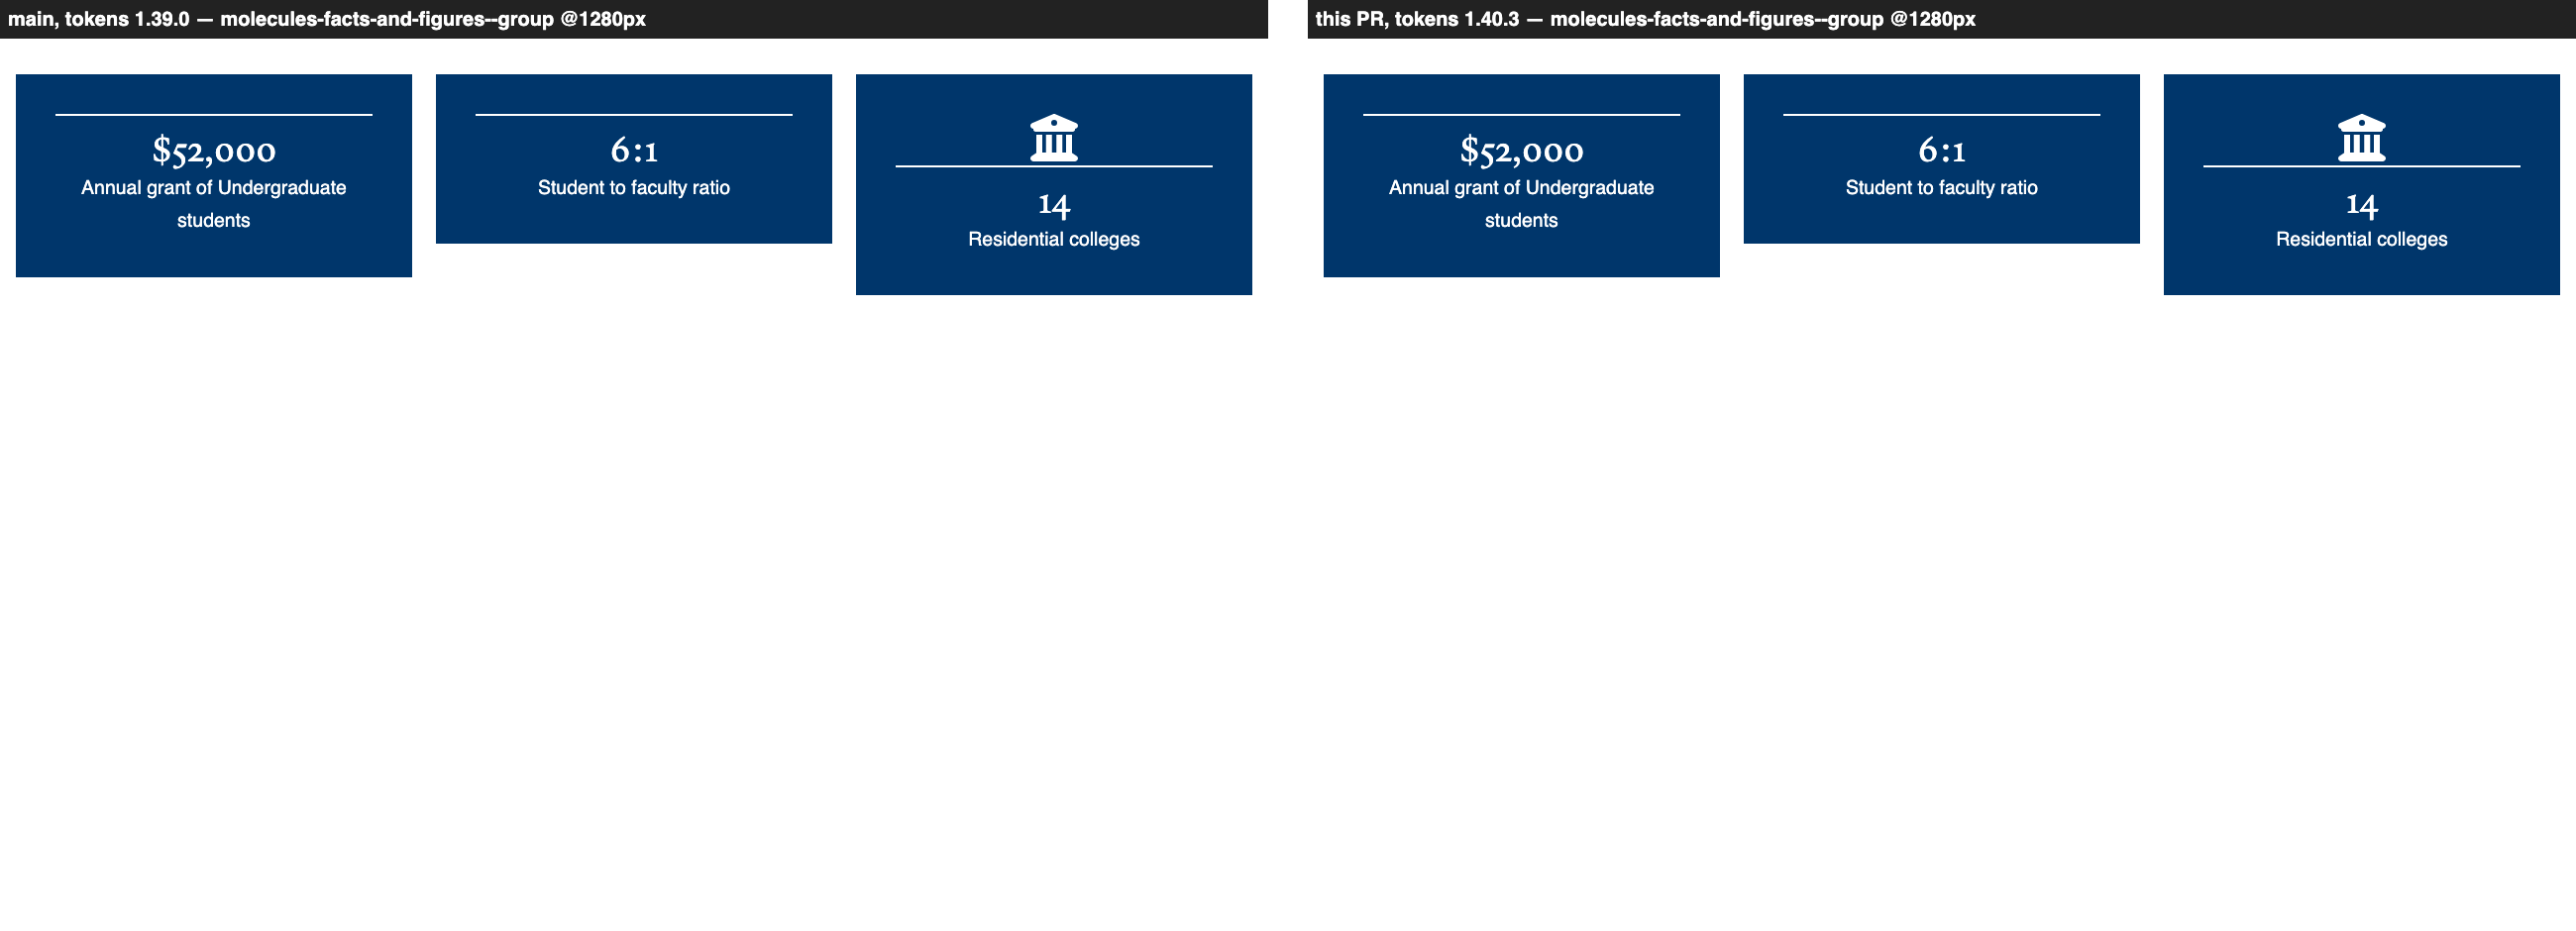 main, tokens 1.39.0 — molecules-facts-and-figures--group @1280px
$52,000
Annual grant of Undergraduate
students
6:1
Student to faculty ratio
14
Residential colleges
this PR, tokens 1.40.3 — molecules-facts-and-figures--group @1280px
$52,000
Annual grant of Undergraduate
students
6:1
Student to faculty ratio
14
Residential colleges